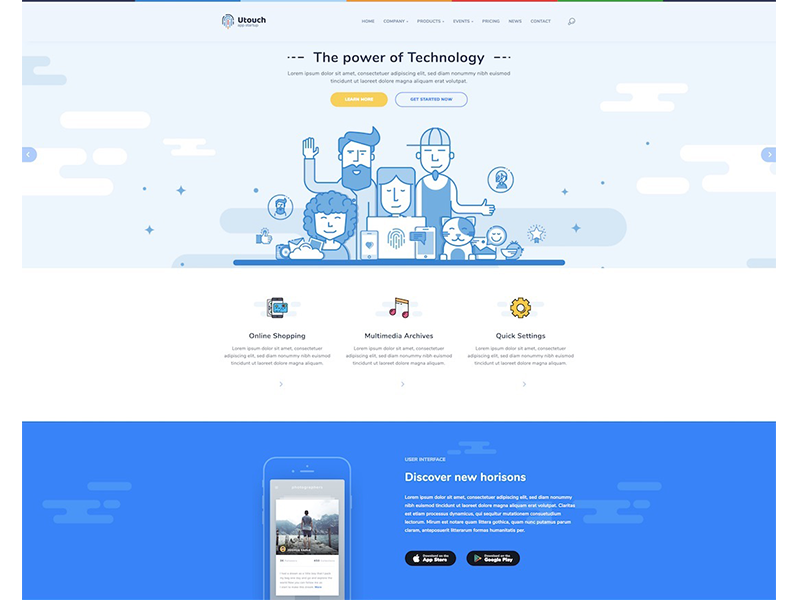 Utouch
app startup
HOME COMPANY PRODUCTS EVENTS PRICING NEWS CONTACT
The power of Technology
Lorem ipsum dolor sit amet, consectetuer adipiscing elit, sed diam nonummy nibh euismod
tincidunt ut laoreet dolore magna aliquam erat volutpat.
LEARN MORE GET STARTED NOW
Online Shopping
Lorem ipsum dolor sit amet, consectetuer
adipiscing elit, sed diam nonummy nibh euismod
tincidunt utlaoreet dolore magna aliquam.
Multimedia Archives
Lorem ipsum dolor sit amet, consectetuer
adipiscing elit, sed diam nonummy nibh euismod
tincidunt utlaoreet dolore magna aliquam.
Quick Settings
Lorem ipsum dolor sit amet, consectetuer
adipiscing elit, sed diam nonummy nibh euismod
tincidunt utlaoreet dolore magna aliquam.
USER INTERFACE
Discover new horisons
Lorem ipsum dolor sit amet, consectetuer adipiscing elit, sed diam nonummy
nibh euismod tincidunt ut laoreet dolore magna aliquam erat volutpat. Claritas
est etiam processus dynamicus, qui sequitur mutationem consuetudium
lectorum. Mirum est notare quam littera gothica, quam nunc putamus parum
claram, anteposuerit litterarum formas humanitatis per.
Download on the
App Store
Download on the
Google Play